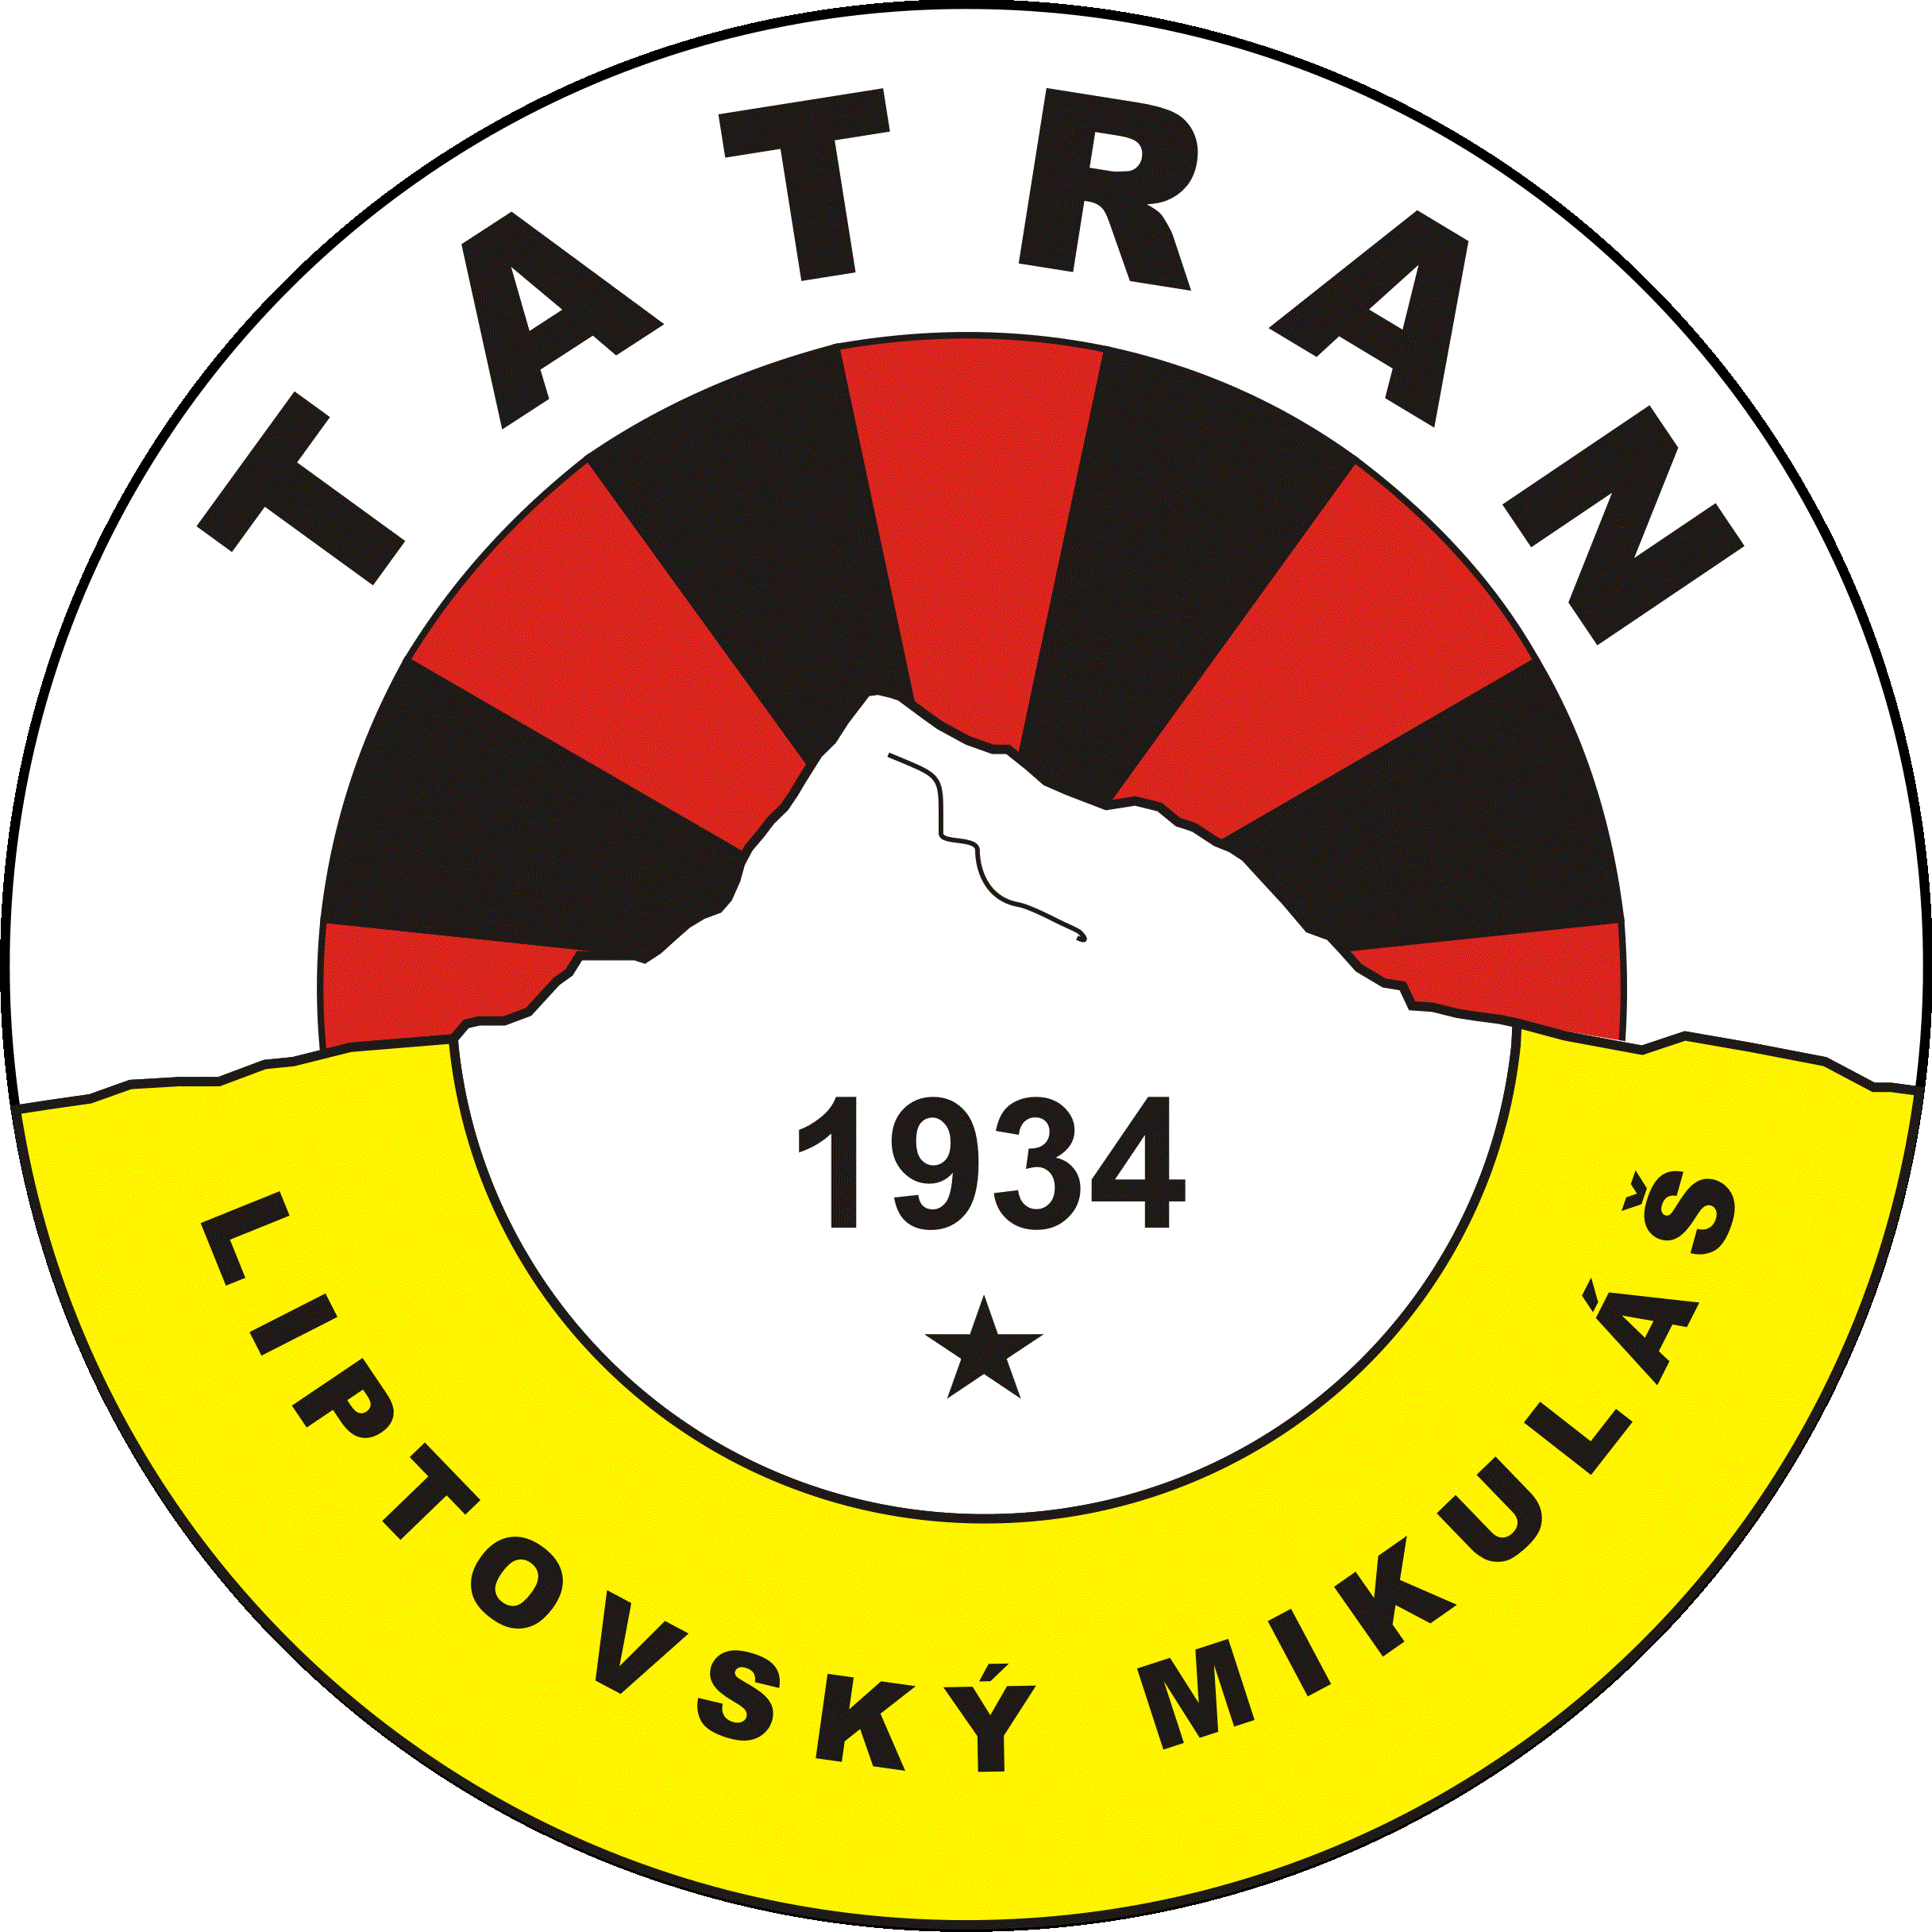 TATRAN
1934
LIPTOVSKÝ MIKULÁŠ